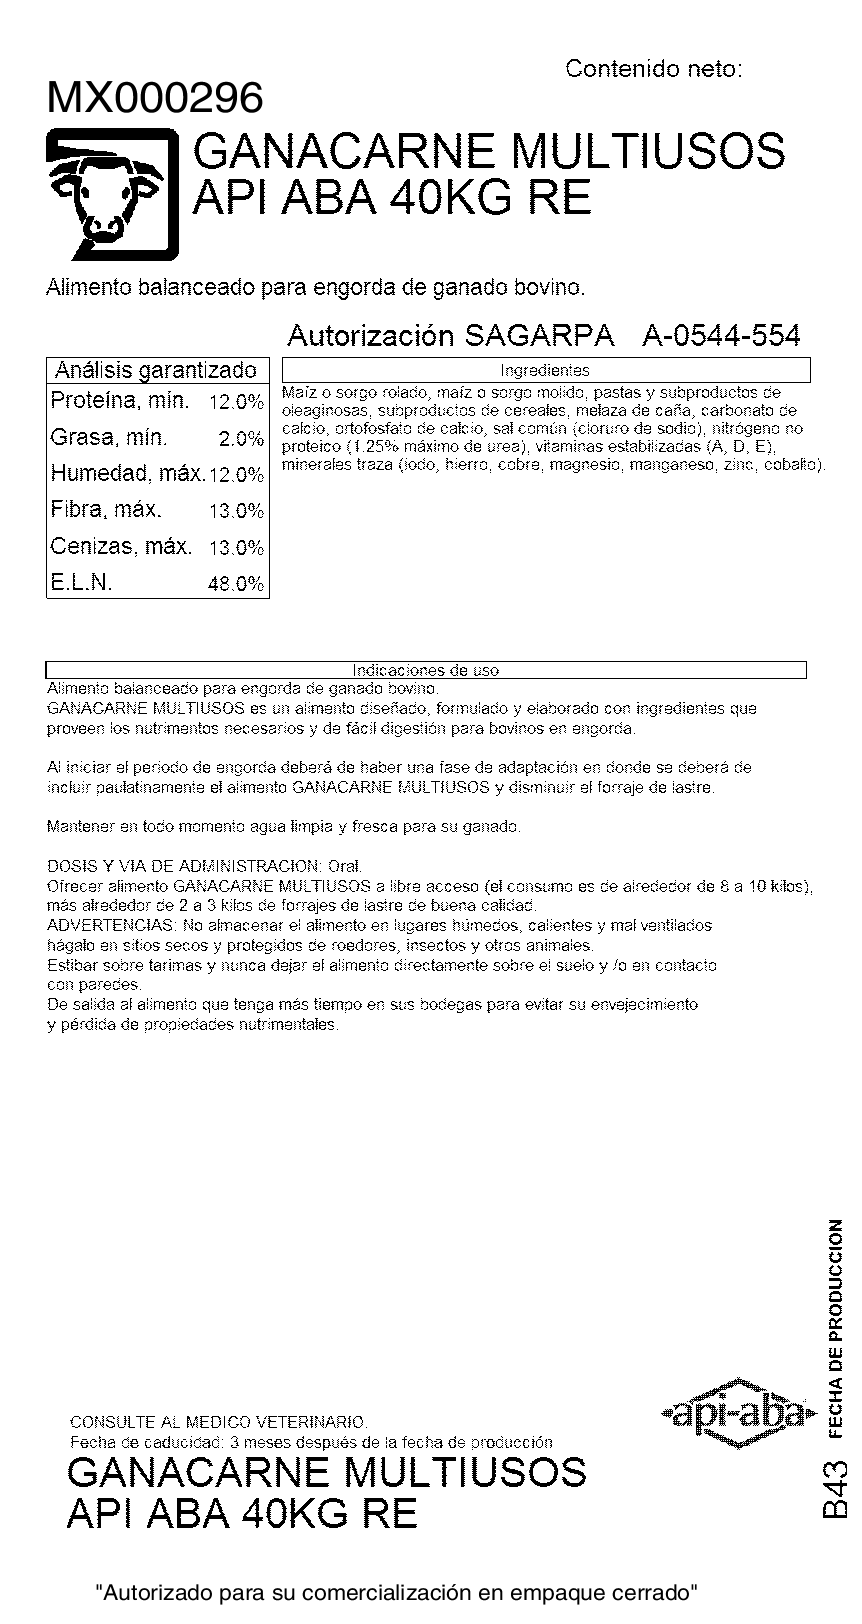 Contenido neto:
MX000296
GANACARNE MULTIUSOS
API ABA 40KG RE
Alimento balanceado para engorda de ganado bovino.
Autorización SAGARPA A-0544-554
Análisis garantizado
Proteína, mín. 12.0%
Grasa, mín. 2.0%
Humedad, máx. 12.0%
Fibra, máx. 13.0%
Cenizas, máx. 13.0%
E.L.N. 48.0%
Ingredientes
Maíz o sorgo rolado, maíz o sorgo molido, pastas y subproductos de
oleaginosas, subproductos de cereales, melaza de caña, carbonato de
calcio, ortofosfato de calcio, sal común (cloruro de sodio), nitrógeno no
proteico (1.25% máximo de urea), vitaminas estabilizadas (A, D, E),
minerales traza (iodo, hierro, cobre, magnesio, manganeso, zinc, cobalto).
Indicaciones de uso
Alimento balanceado para engorda de ganado bovino.
GANACARNE MULTIUSOS es un alimento diseñado, formulado y elaborado con ingredientes que
proveen los nutrimentos necesarios y de fácil digestión para bovinos en engorda.
Al iniciar el periodo de engorda deberá de haber una fase de adaptación en donde se deberá de
incluir paulatinamente el alimento GANACARNE MULTIUSOS y disminuir el forraje de lastre.
Mantener en todo momento agua limpia y fresca para su ganado.
DOSIS Y VIA DE ADMINISTRACION: Oral.
Ofrecer alimento GANACARNE MULTIUSOS a libre acceso (el consumo es de alrededor de 8 a 10 kilos),
más alrededor de 2 a 3 kilos de forrajes de lastre de buena calidad.
ADVERTENCIAS: No almacenar el alimento en lugares húmedos, calientes y mal ventilados
hágalo en sitios secos y protegidos de roedores, insectos y otros animales.
Estibar sobre tarimas y nunca dejar el alimento directamente sobre el suelo y /o en contacto
con paredes.
De salida al alimento que tenga más tiempo en sus bodegas para evitar su envejecimiento
y pérdida de propiedades nutrimentales.
FECHA DE PRODUCCION
B43
api-aba
CONSULTE AL MEDICO VETERINARIO.
Fecha de caducidad: 3 meses después de la fecha de producción
GANACARNE MULTIUSOS
API ABA 40KG RE
"Autorizado para su comercialización en empaque cerrado"